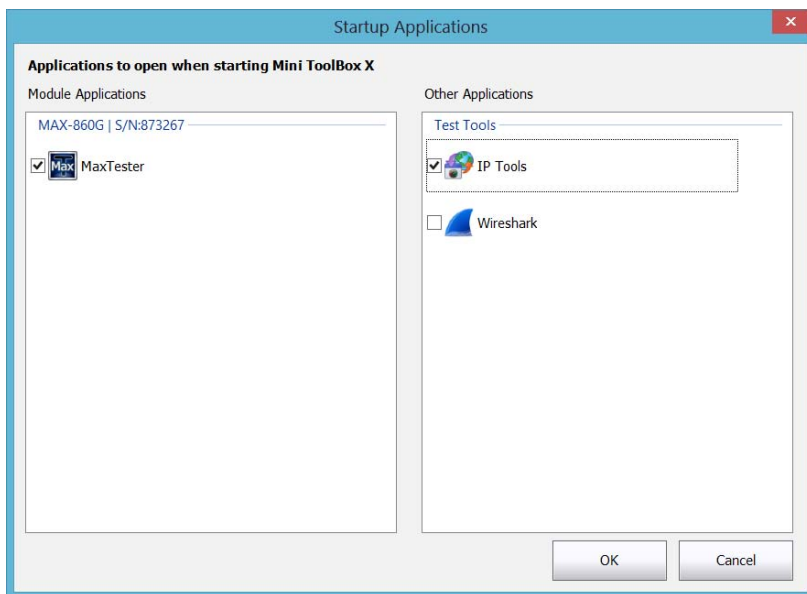 Startup Applications
Applications to open when starting Mini ToolBox X
Module Applications
Other Applications
MAX-860G | S/N:873267
Max MaxTester
Test Tools
IP Tools
Wireshark
OK
Cancel